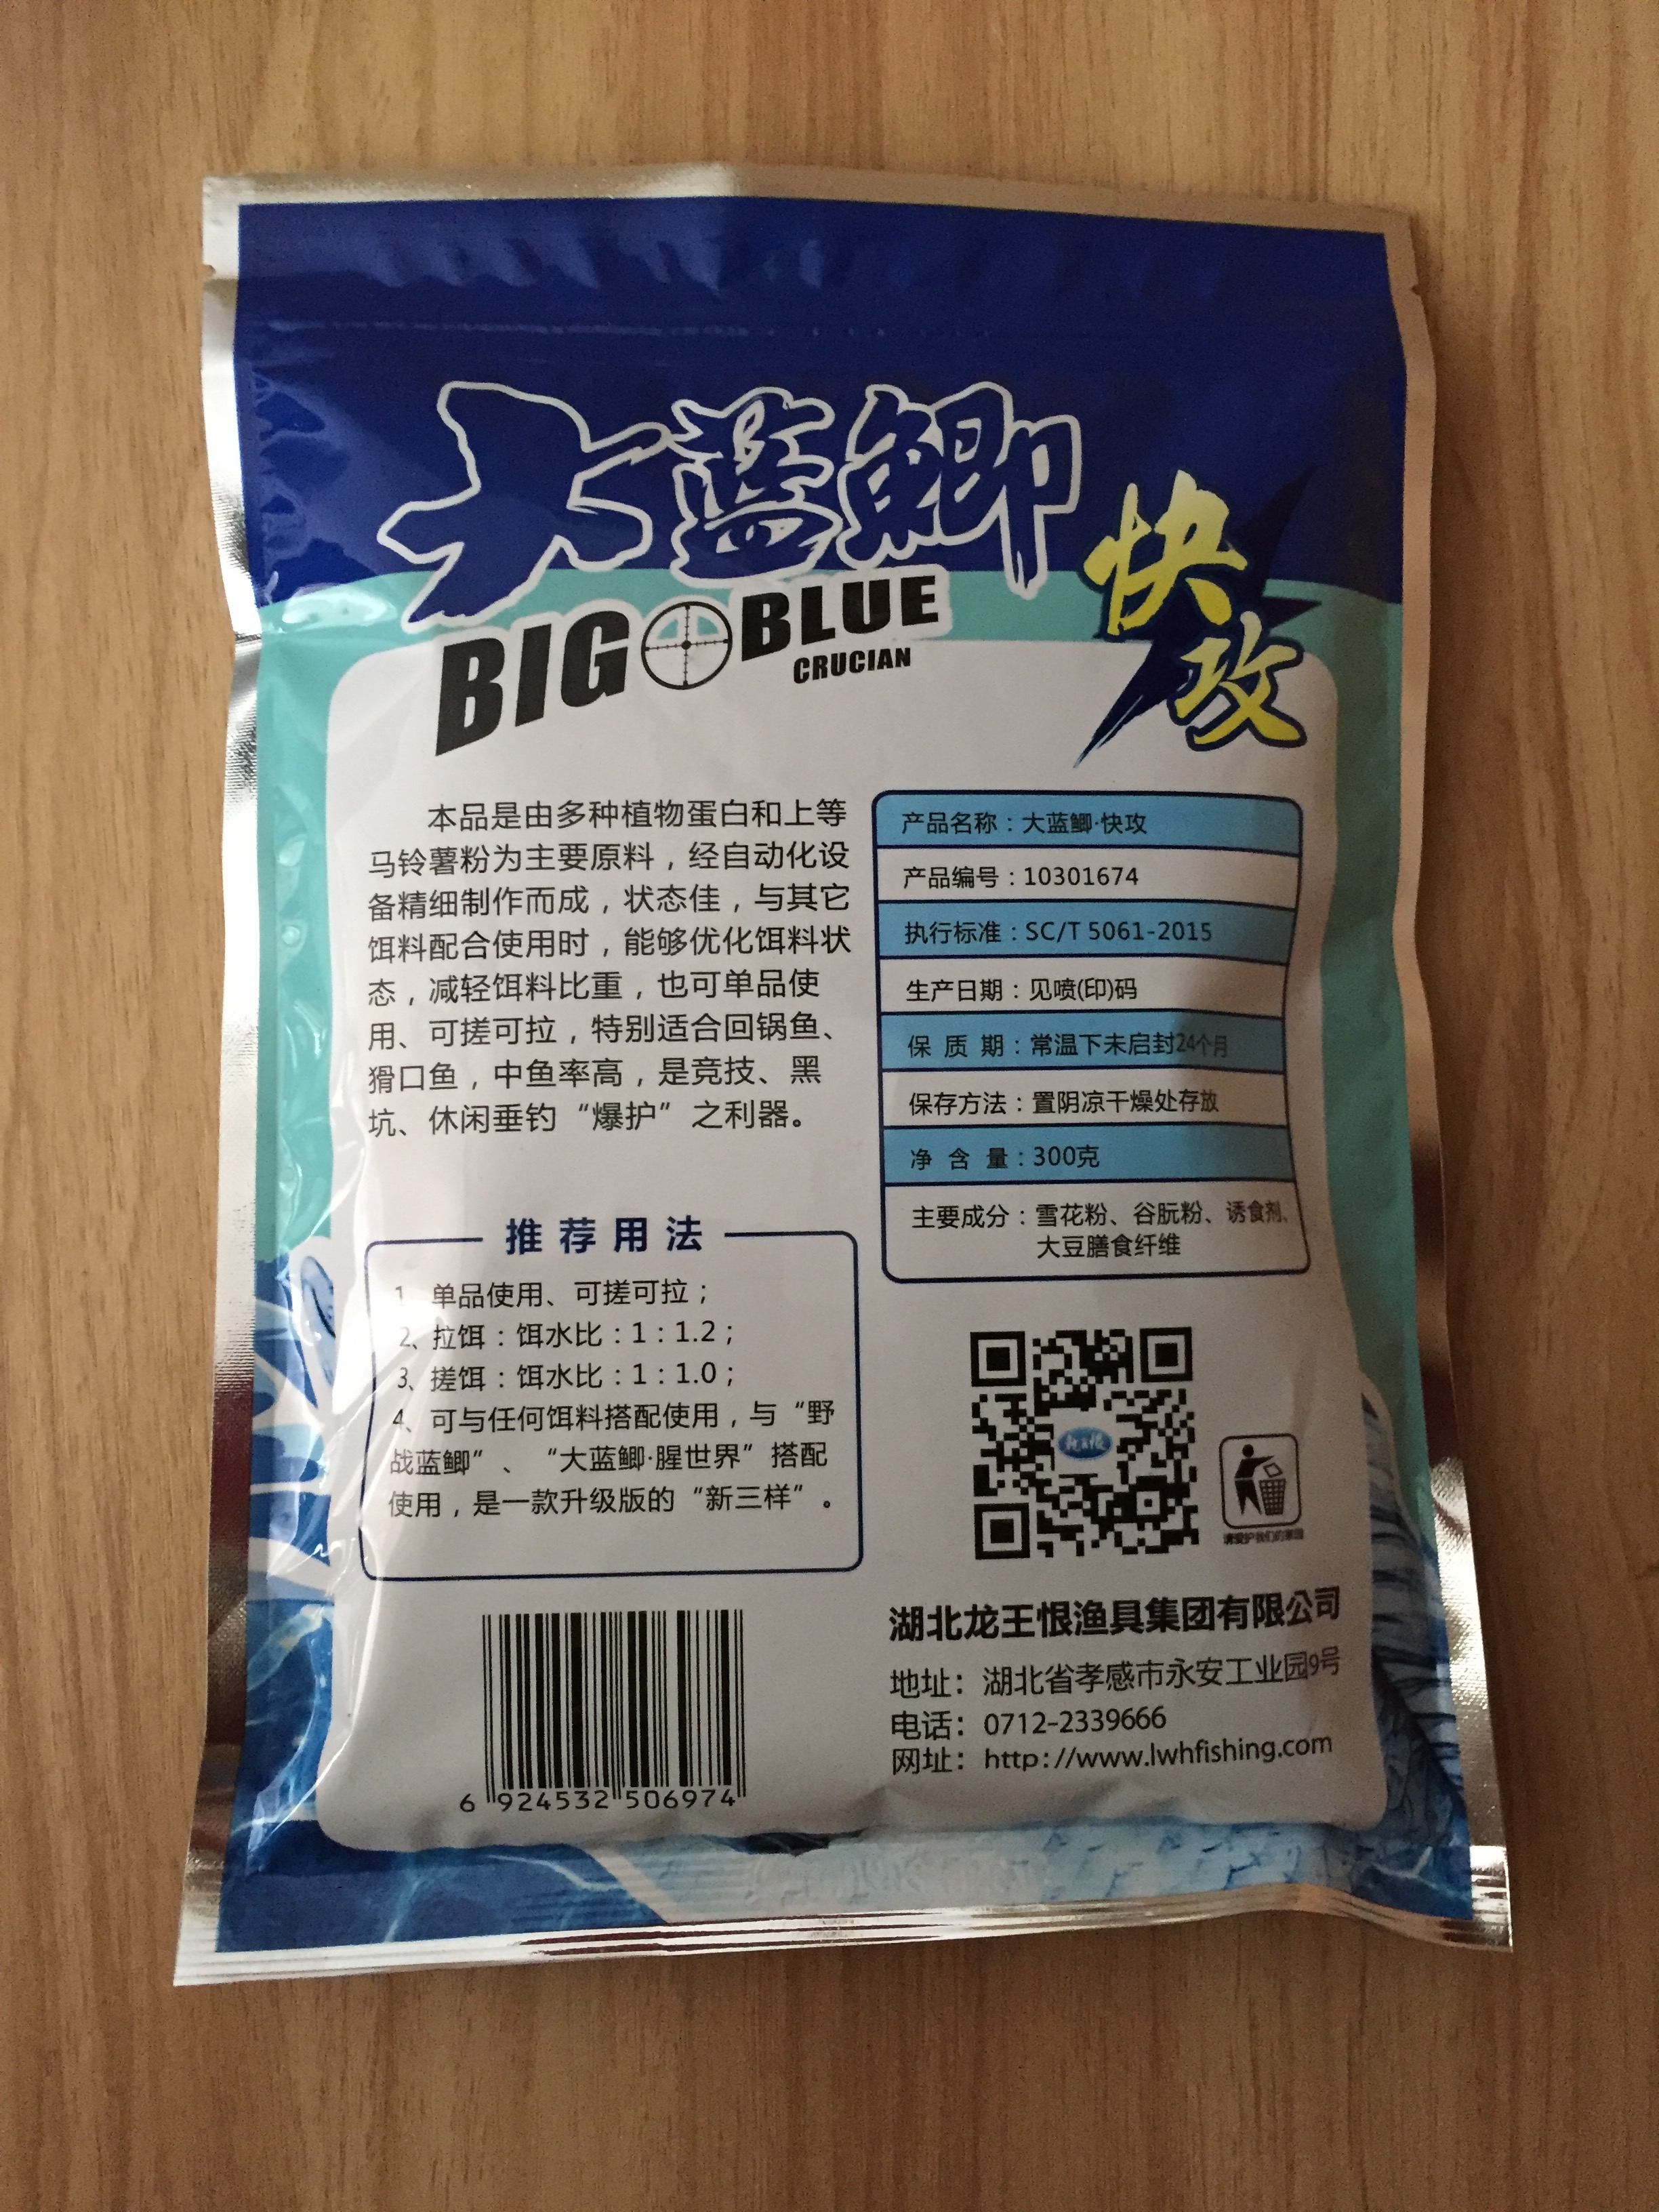 大蓝鲫
快攻
BIG BLUE
CRUCIAN
本品是由多种植物蛋白和上等
马铃薯粉为主要原料，经自动化设
备精细制作而成，状态佳，与其它
饵料配合使用时，能够优化饵料状
态，减轻饵料比重，也可单品使
用、可搓可拉，特别适合回锅鱼、
猾口鱼，中鱼率高，是竞技、黑
坑、休闲垂钓“爆护”之利器。
推荐用法
1、单品使用、可搓可拉；
2、拉饵：饵水比：1：1.2；
3、搓饵：饵水比：1：1.0；
4、可与任何饵料搭配使用，与“野
战蓝鲫”、“大蓝鲫·腥世界”搭配
使用，是一款升级版的“新三样”。
产品名称：大蓝鲫·快攻
产品编号：10301674
执行标准：SC/T 5061-2015
生产日期：见喷(印)码
保 质 期：常温下未启封24个月
保存方法：置阴凉干燥处存放
净 含 量：300克
主要成分：雪花粉、谷朊粉、诱食剂、
大豆膳食纤维
龙王恨
请爱护我们的家园
湖北龙王恨渔具集团有限公司
地址：湖北省孝感市永安工业园9号
电话：0712-2339666
网址：http://www.lwhfishing.com
6 924532 506974